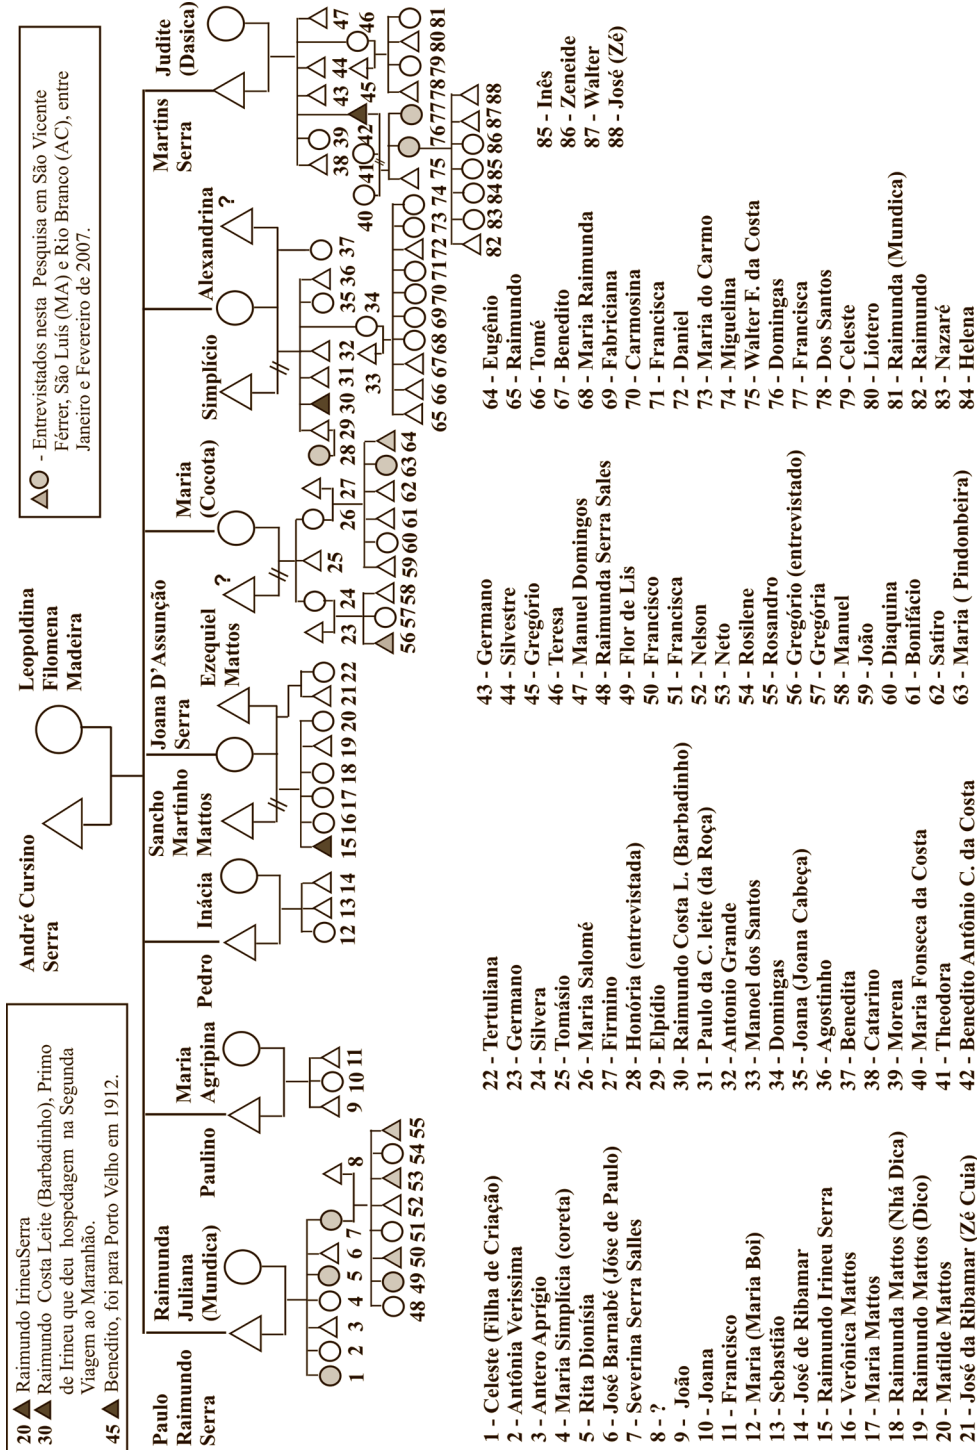 20 ▲ Raimundo IrineuSerra
30 ▲ Raimundo Costa Leite (Barbadinho), Primo
de Irineu que deu hospedagem na Segunda
Viagem ao Maranhão.
45 ▲ Benedito, foi para Porto Velho em 1912.
André Cursino
Serra
Leopoldina
Filomena
Madeira
- Entrevistados nesta Pesquisa em São Vicente
Férrer, São Luis (MA) e Rio Branco (AC), entre
Janeiro e Fevereiro de 2007.
Paulo
Raimundo
Serra
Raimunda
Juliana
(Mundica)
Paulino
Maria
Agripina
Pedro
Inácia
Sancho
Martinho
Mattos
Joana D'Assunção
Serra
Ezequiel
Mattos
?
Maria
(Cocota)
Simplício
Alexandrina
?
Martins
Serra
Judite
(Dasica)
1 2 3 4 5 6 7 8
9 10 11
12 13 14
15 16 17 18 19 20 21 22
23 24 25 26 27
28 29 30 31 32 33 34 35 36 37
38 39 40 41 42 43 44 45 46 47
48 49 50 51 52 53 54 55
56 57 58 59 60 61 62 63 64
65 66 67 68 69 70 71 72 73 74 75 76 77 78 79 80 81
82 83 84 85 86 87 88
1 - Celeste (Filha de Criação)
2 - Antônia Verissima
3 - Antero Aprígio
4 - Maria Simplícia (coreta)
5 - Rita Dionísia
6 - José Barnabé (Jóse de Paulo)
7 - Severina Serra Salles
8 - ?
9 - João
10 - Joana
11 - Francisco
12 - Maria (Maria Boi)
13 - Sebastião
14 - José de Ribamar
15 - Raimundo Irineu Serra
16 - Verônica Mattos
17 - Maria Mattos
18 - Raimunda Mattos (Nhá Dica)
19 - Raimundo Mattos (Dico)
20 - Matilde Mattos
21 - José da Ribamar (Zé Cuia)
22 - Tertuliana
23 - Germano
24 - Silvera
25 - Tomásio
26 - Maria Salomé
27 - Firmino
28 - Honória (entrevistada)
29 - Elpídio
30 - Raimundo Costa L. (Barbadinho)
31 - Paulo da C. leite (da Roça)
32 - Antonio Grande
33 - Manoel dos Santos
34 - Domingas
35 - Joana (Joana Cabeça)
36 - Agostinho
37 - Benedita
38 - Catarino
39 - Morena
40 - Maria Fonseca da Costa
41 - Theodora
42 - Benedito Antônio C. da Costa
43 - Germano
44 - Silvestre
45 - Gregório
46 - Teresa
47 - Manuel Domingos
48 - Raimunda Serra Sales
49 - Flor de Lis
50 - Francisco
51 - Francisca
52 - Nelson
53 - Neto
54 - Rosilene
55 - Rosandro
56 - Gregório (entrevistado)
57 - Gregória
58 - Manuel
59 - João
60 - Diaquina
61 - Bonifácio
62 - Satiro
63 - Maria ( Pindonbeira)
64 - Eugênio
65 - Raimundo
66 - Tomé
67 - Benedito
68 - Maria Raimunda
69 - Fabriciana
70 - Carmosina
71 - Francisca
72 - Daniel
73 - Maria do Carmo
74 - Miguelina
75 - Walter F. da Costa
76 - Domingas
77 - Francisca
78 - Dos Santos
79 - Celeste
80 - Liotero
81 - Raimunda (Mundica)
82 - Raimundo
83 - Nazaré
84 - Helena
85 - Inês
86 - Zeneide
87 - Walter
88 - José (Zé)